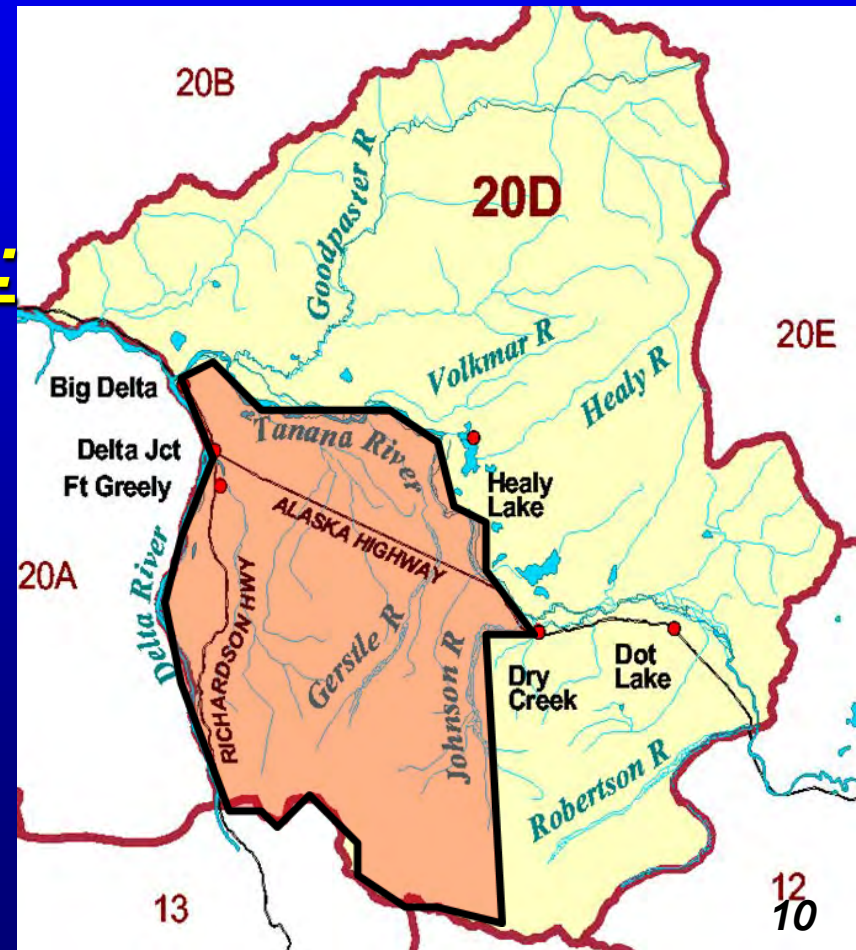 20B
Goodpaster R
20D
20E
Volkmar R
Healy R
Big Delta
Tanana River
Delta Jct
Ft Greely
Healy
Lake
ALASKA HIGHWAY
20A
Delta River
RICHARDSON HWY
Gerstle R
Johnson R
Dry
Creek
Dot
Lake
Robertson R
13
12
10